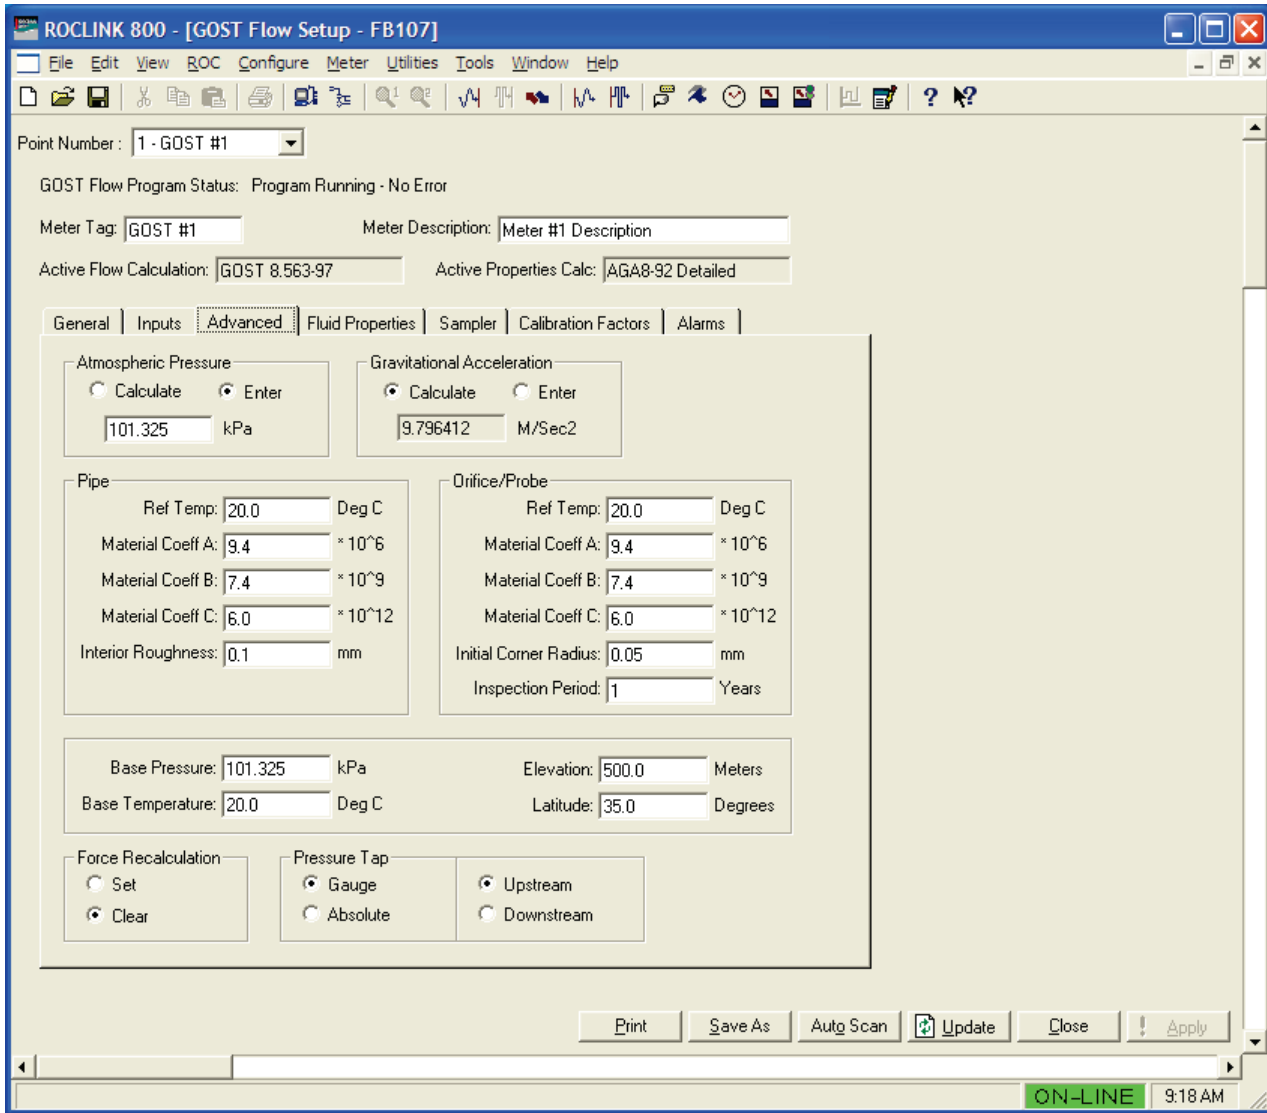 ROCLINK 800 - [GOST Flow Setup - FB107]
File Edit View ROC Configure Meter Utilities Tools Window Help
Point Number : 1 - GOST #1
GOST Flow Program Status: Program Running - No Error
Meter Tag: GOST #1 Meter Description: Meter #1 Description
Active Flow Calculation: GOST 8.563-97 Active Properties Calc: AGA8-92 Detailed
General Inputs Advanced Fluid Properties Sampler Calibration Factors Alarms
Atmospheric Pressure Gravitational Acceleration
Calculate Enter Calculate Enter
101.325 kPa 9.796412 M/Sec2
Pipe Orifice/Probe
Ref Temp: 20.0 Deg C Ref Temp: 20.0 Deg C
Material Coeff A: 9.4 * 10^6 Material Coeff A: 9.4 * 10^6
Material Coeff B: 7.4 * 10^9 Material Coeff B: 7.4 * 10^9
Material Coeff C: 6.0 * 10^12 Material Coeff C: 6.0 * 10^12
Interior Roughness: 0.1 mm Initial Corner Radius: 0.05 mm
Inspection Period: 1 Years
Base Pressure: 101.325 kPa Elevation: 500.0 Meters
Base Temperature: 20.0 Deg C Latitude: 35.0 Degrees
Force Recalculation Pressure Tap
Set Gauge Upstream
Clear Absolute Downstream
Print Save As Auto Scan Update Close ! Apply
ON-LINE 9:18 AM